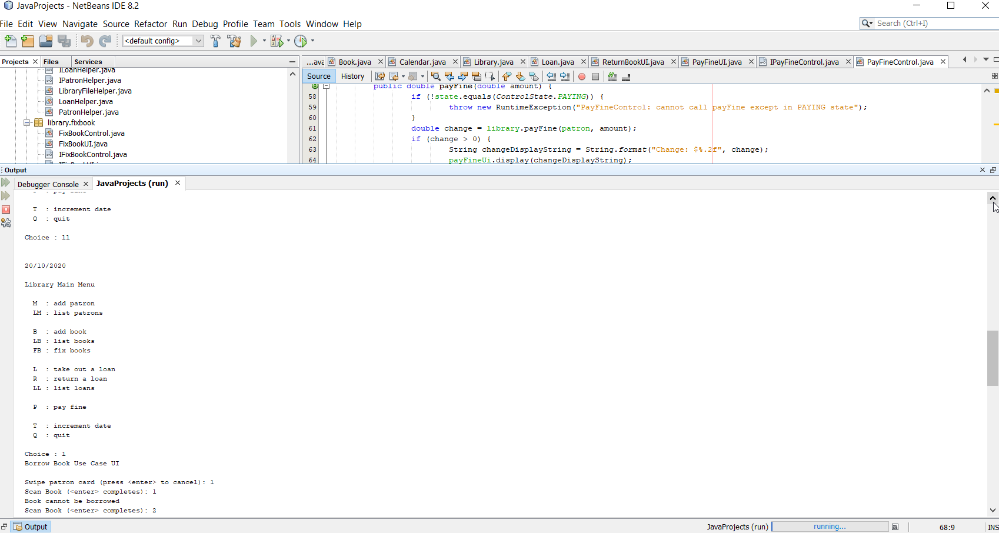 JavaProjects - NetBeans IDE 8.2
File Edit View Navigate Source Refactor Run Debug Profile Team Tools Window Help
Search (Ctrl+I)
<default config>
Projects Files Services
...ava Book.java Calendar.java Library.java Loan.java ReturnBookUI.java PayFineUI.java IPayFineControl.java PayFineControl.java
Source History
ILoanHelper.java
IPatronHelper.java
LibraryFileHelper.java
LoanHelper.java
PatronHelper.java
library.fixbook
FixBookControl.java
FixBookUI.java
IFixBookControl.java
public double payFine(double amount) {
58 if (!state.equals(ControlState.PAYING)) {
59 throw new RuntimeException("PayFineControl: cannot call payFine except in PAYING state");
60 }
61 double change = library.payFine(patron, amount);
62 if (change > 0) {
63 String changeDisplayString = String.format("Change: $%.2f", change);
64 payFineUi.display(changeDisplayString);
Output
Debugger Console JavaProjects (run)
T : increment date
Q : quit
Choice : ll
20/10/2020
Library Main Menu
M : add patron
LM : list patrons
B : add book
LB : list books
FB : fix books
L : take out a loan
R : return a loan
LL : list loans
P : pay fine
T : increment date
Q : quit
Choice : l
Borrow Book Use Case UI
Swipe patron card (press <enter> to cancel): 1
Scan Book (<enter> completes): 1
Book cannot be borrowed
Scan Book (<enter> completes): 2
Output
JavaProjects (run) running... 68:9 INS